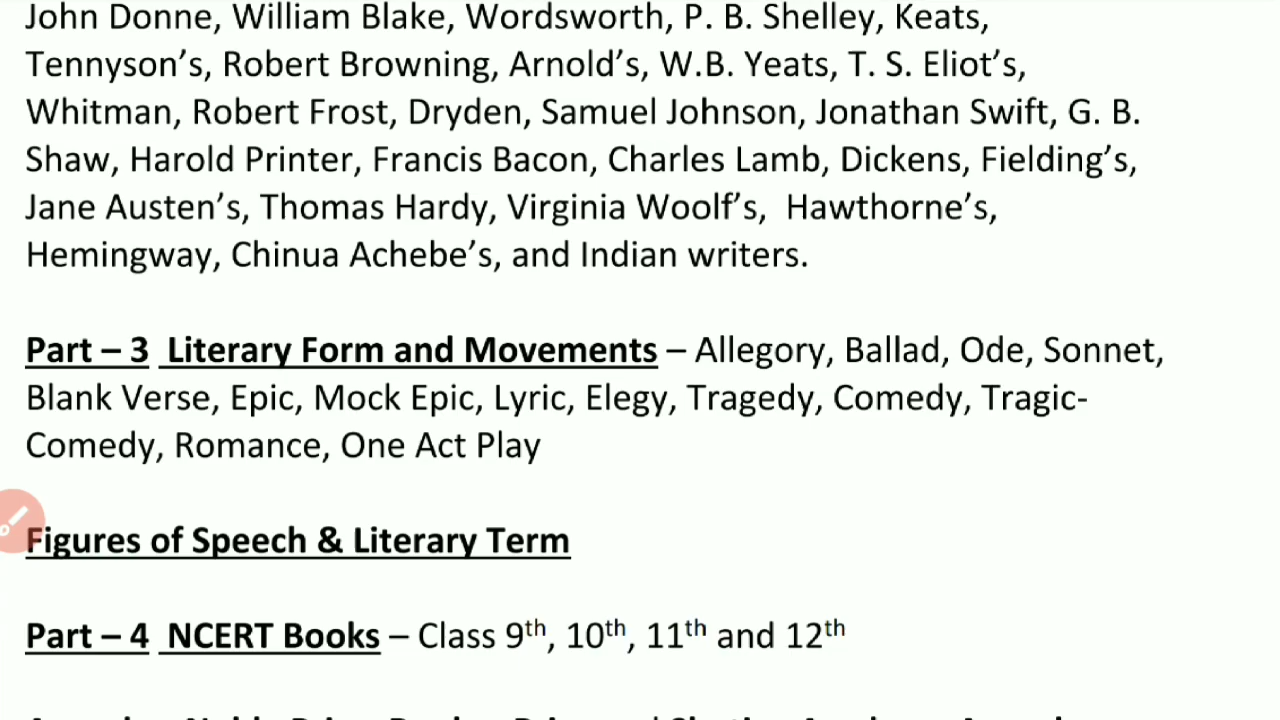 John Donne, William Blake, Wordsworth, P. B. Shelley, Keats,
Tennyson’s, Robert Browning, Arnold’s, W.B. Yeats, T. S. Eliot’s,
Whitman, Robert Frost, Dryden, Samuel Johnson, Jonathan Swift, G. B.
Shaw, Harold Printer, Francis Bacon, Charles Lamb, Dickens, Fielding’s,
Jane Austen’s, Thomas Hardy, Virginia Woolf’s, Hawthorne’s,
Hemingway, Chinua Achebe’s, and Indian writers.
Part – 3 Literary Form and Movements – Allegory, Ballad, Ode, Sonnet,
Blank Verse, Epic, Mock Epic, Lyric, Elegy, Tragedy, Comedy, Tragic-
Comedy, Romance, One Act Play
Figures of Speech & Literary Term
Part – 4 NCERT Books – Class 9th, 10th, 11th and 12th